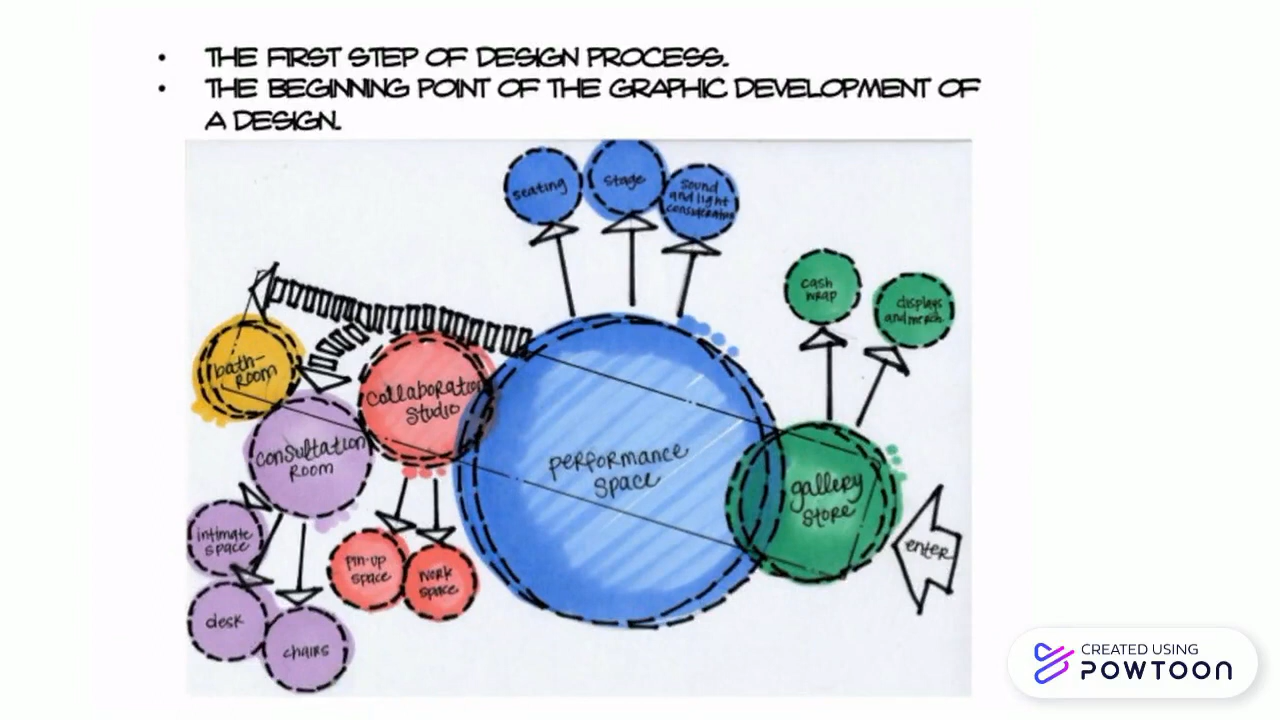 • THE FIRST STEP OF DESIGN PROCESS.
• THE BEGINNING POINT OF THE GRAPHIC DEVELOPMENT OF
A DESIGN.
seating
stage
sound
and light
consideration
cash
wrap
displays
and merch.
bath-
room
collaboration
studio
consultation
room
performance
space
gallery
store
enter
intimate
space
pin-up
space
work
space
desk
chairs
CREATED USING
POWTOON